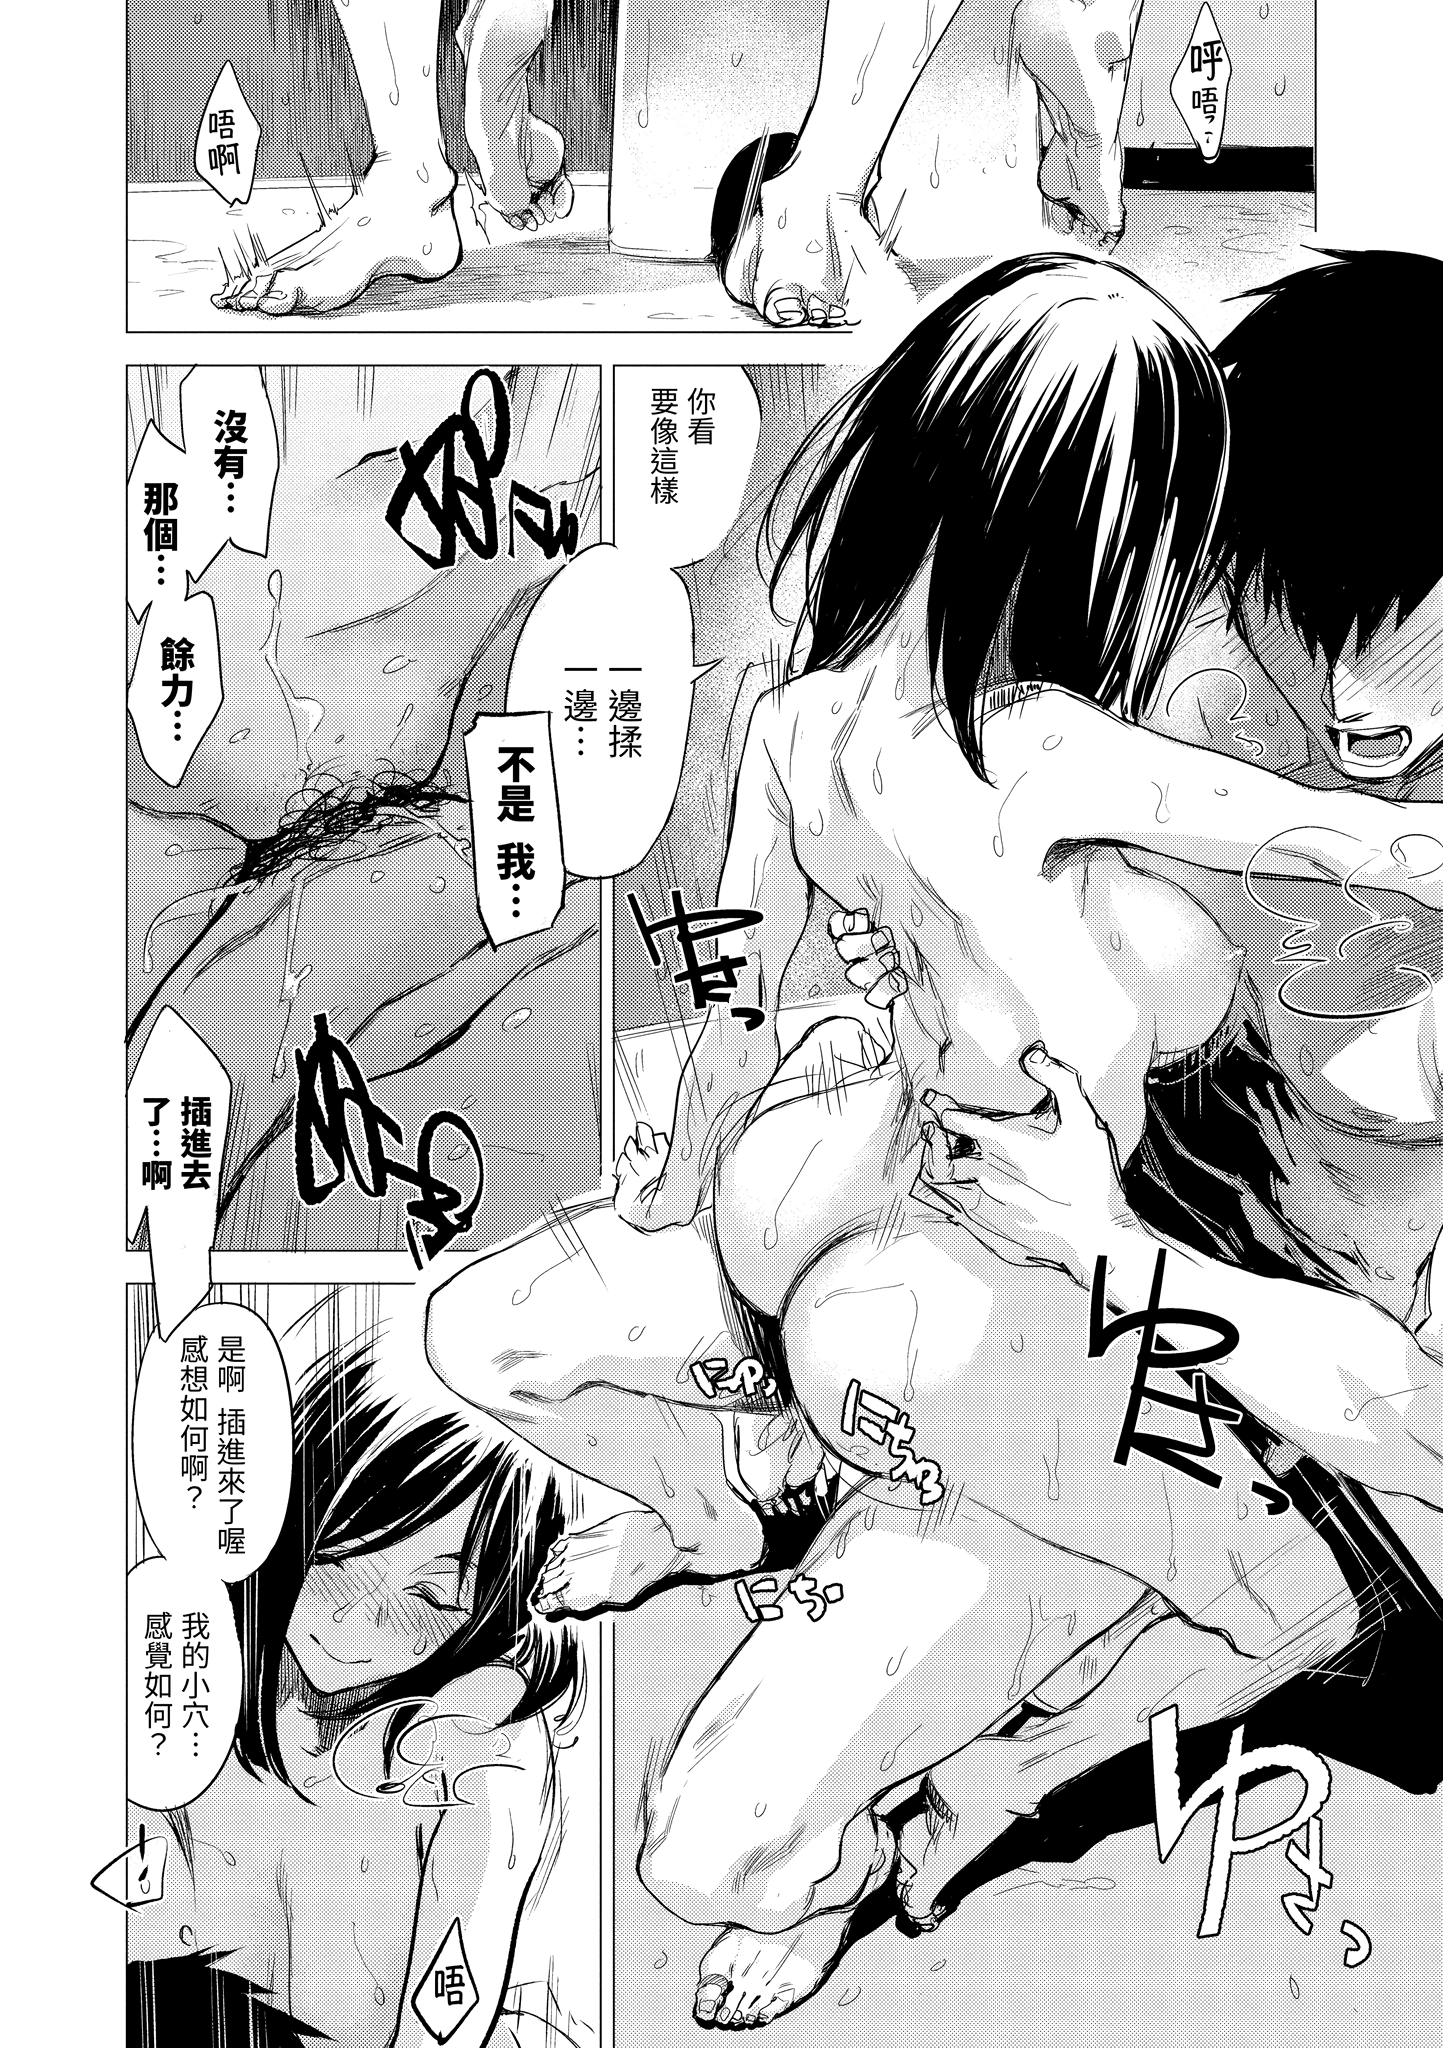 呼
唔…
唔
啊
你看
要像這樣
一邊揉
一邊…
不是 我…
沒有…
那個…
餘力…
插進去
了…啊
是啊 插進來了喔
感想如何啊？
我的小穴…
感覺如何？
唔
ゆさっ
ゆさっ
ゆさっ
にゅっ
にちゅ
にち